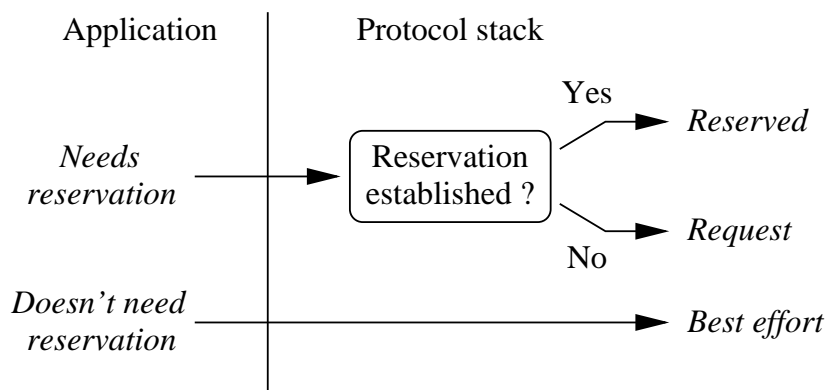 Application
Protocol stack
Yes
Reserved
Needs
reservation
Reservation
established ?
Request
No
Doesn't need
reservation
Best effort